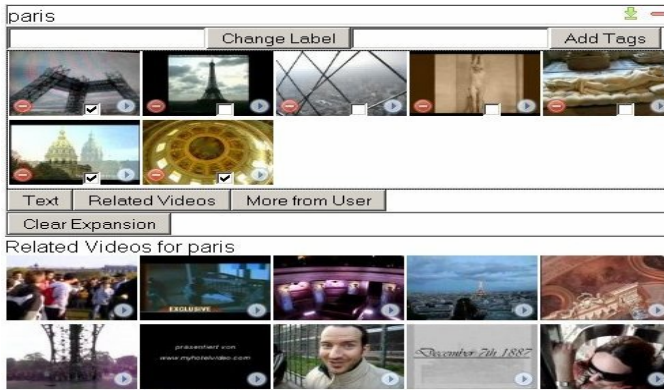 paris
Change Label Add Tags
Text Related Videos More from User
Clear Expansion
Related Videos for paris
EXCLUSIVE
präsentiert von
www.myhotelvideo.com
December 7th, 1887